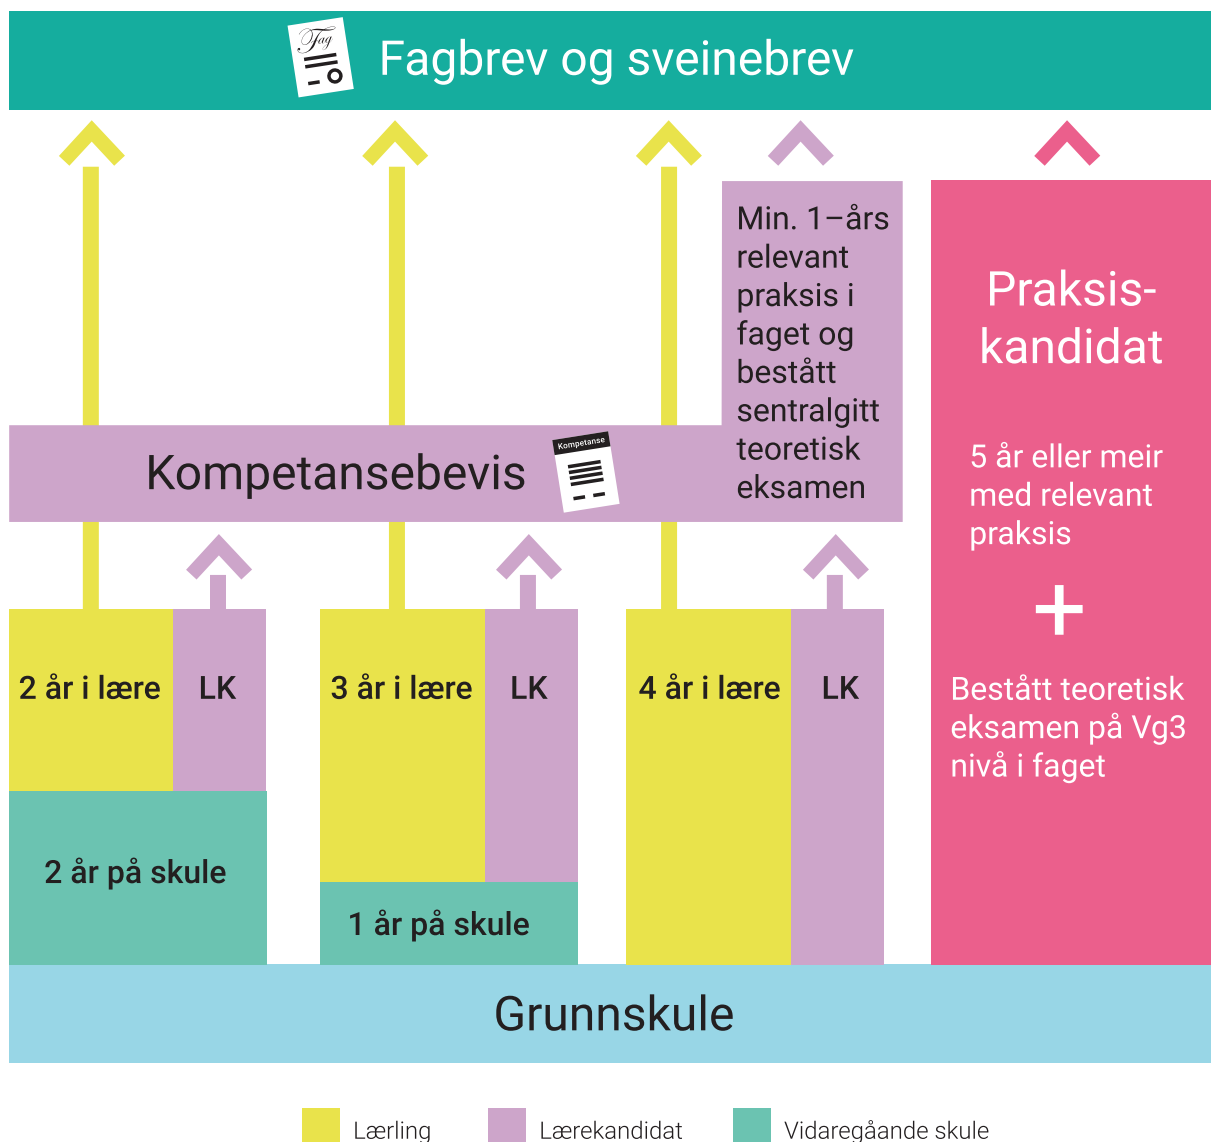 Fag
Fagbrev og sveinebrev
Min. 1–års
relevant
praksis i
faget og
bestått
sentralgitt
teoretisk
eksamen
Praksis-
kandidat
5 år eller meir
med relevant
praksis
+
Bestått teoretisk
eksamen på Vg3
nivå i faget
Kompetansebevis
Kompetanse
2 år i lære
LK
3 år i lære
LK
4 år i lære
LK
2 år på skule
1 år på skule
Grunnskule
Lærling
Lærekandidat
Vidaregåande skule